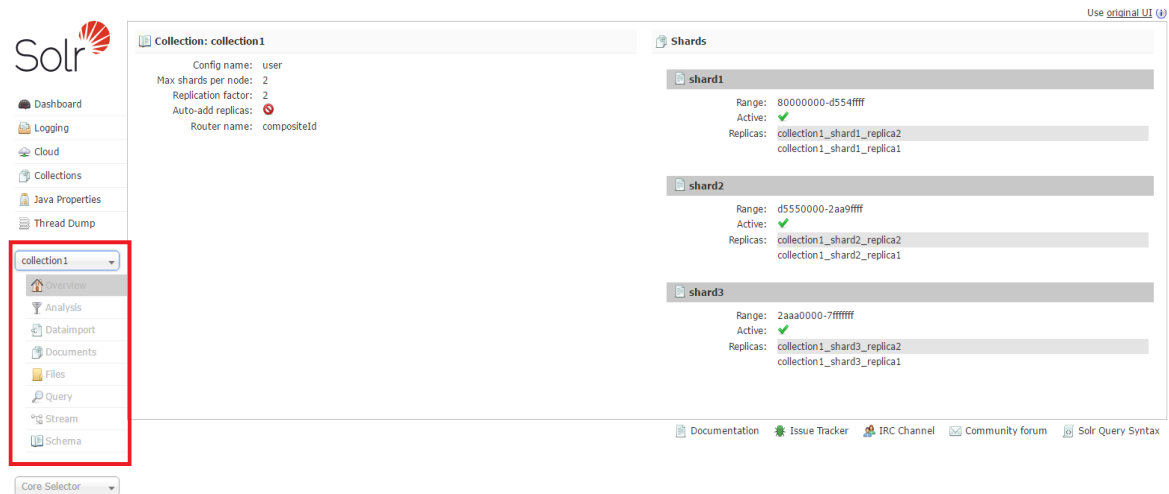 Use original UI (i)
Solr
Dashboard
Logging
Cloud
Collections
Java Properties
Thread Dump
collection1
Overview
Analysis
Dataimport
Documents
Files
Query
Stream
Schema
Core Selector
Collection: collection1
Config name: user
Max shards per node: 2
Replication factor: 2
Auto-add replicas:
Router name: compositeId
Shards
shard1
Range: 80000000-d554ffff
Active:
Replicas: collection1_shard1_replica2
collection1_shard1_replica1
shard2
Range: d5550000-2aa9ffff
Active:
Replicas: collection1_shard2_replica2
collection1_shard2_replica1
shard3
Range: 2aaa0000-7fffffff
Active:
Replicas: collection1_shard3_replica2
collection1_shard3_replica1
Documentation Issue Tracker IRC Channel Community forum Solr Query Syntax